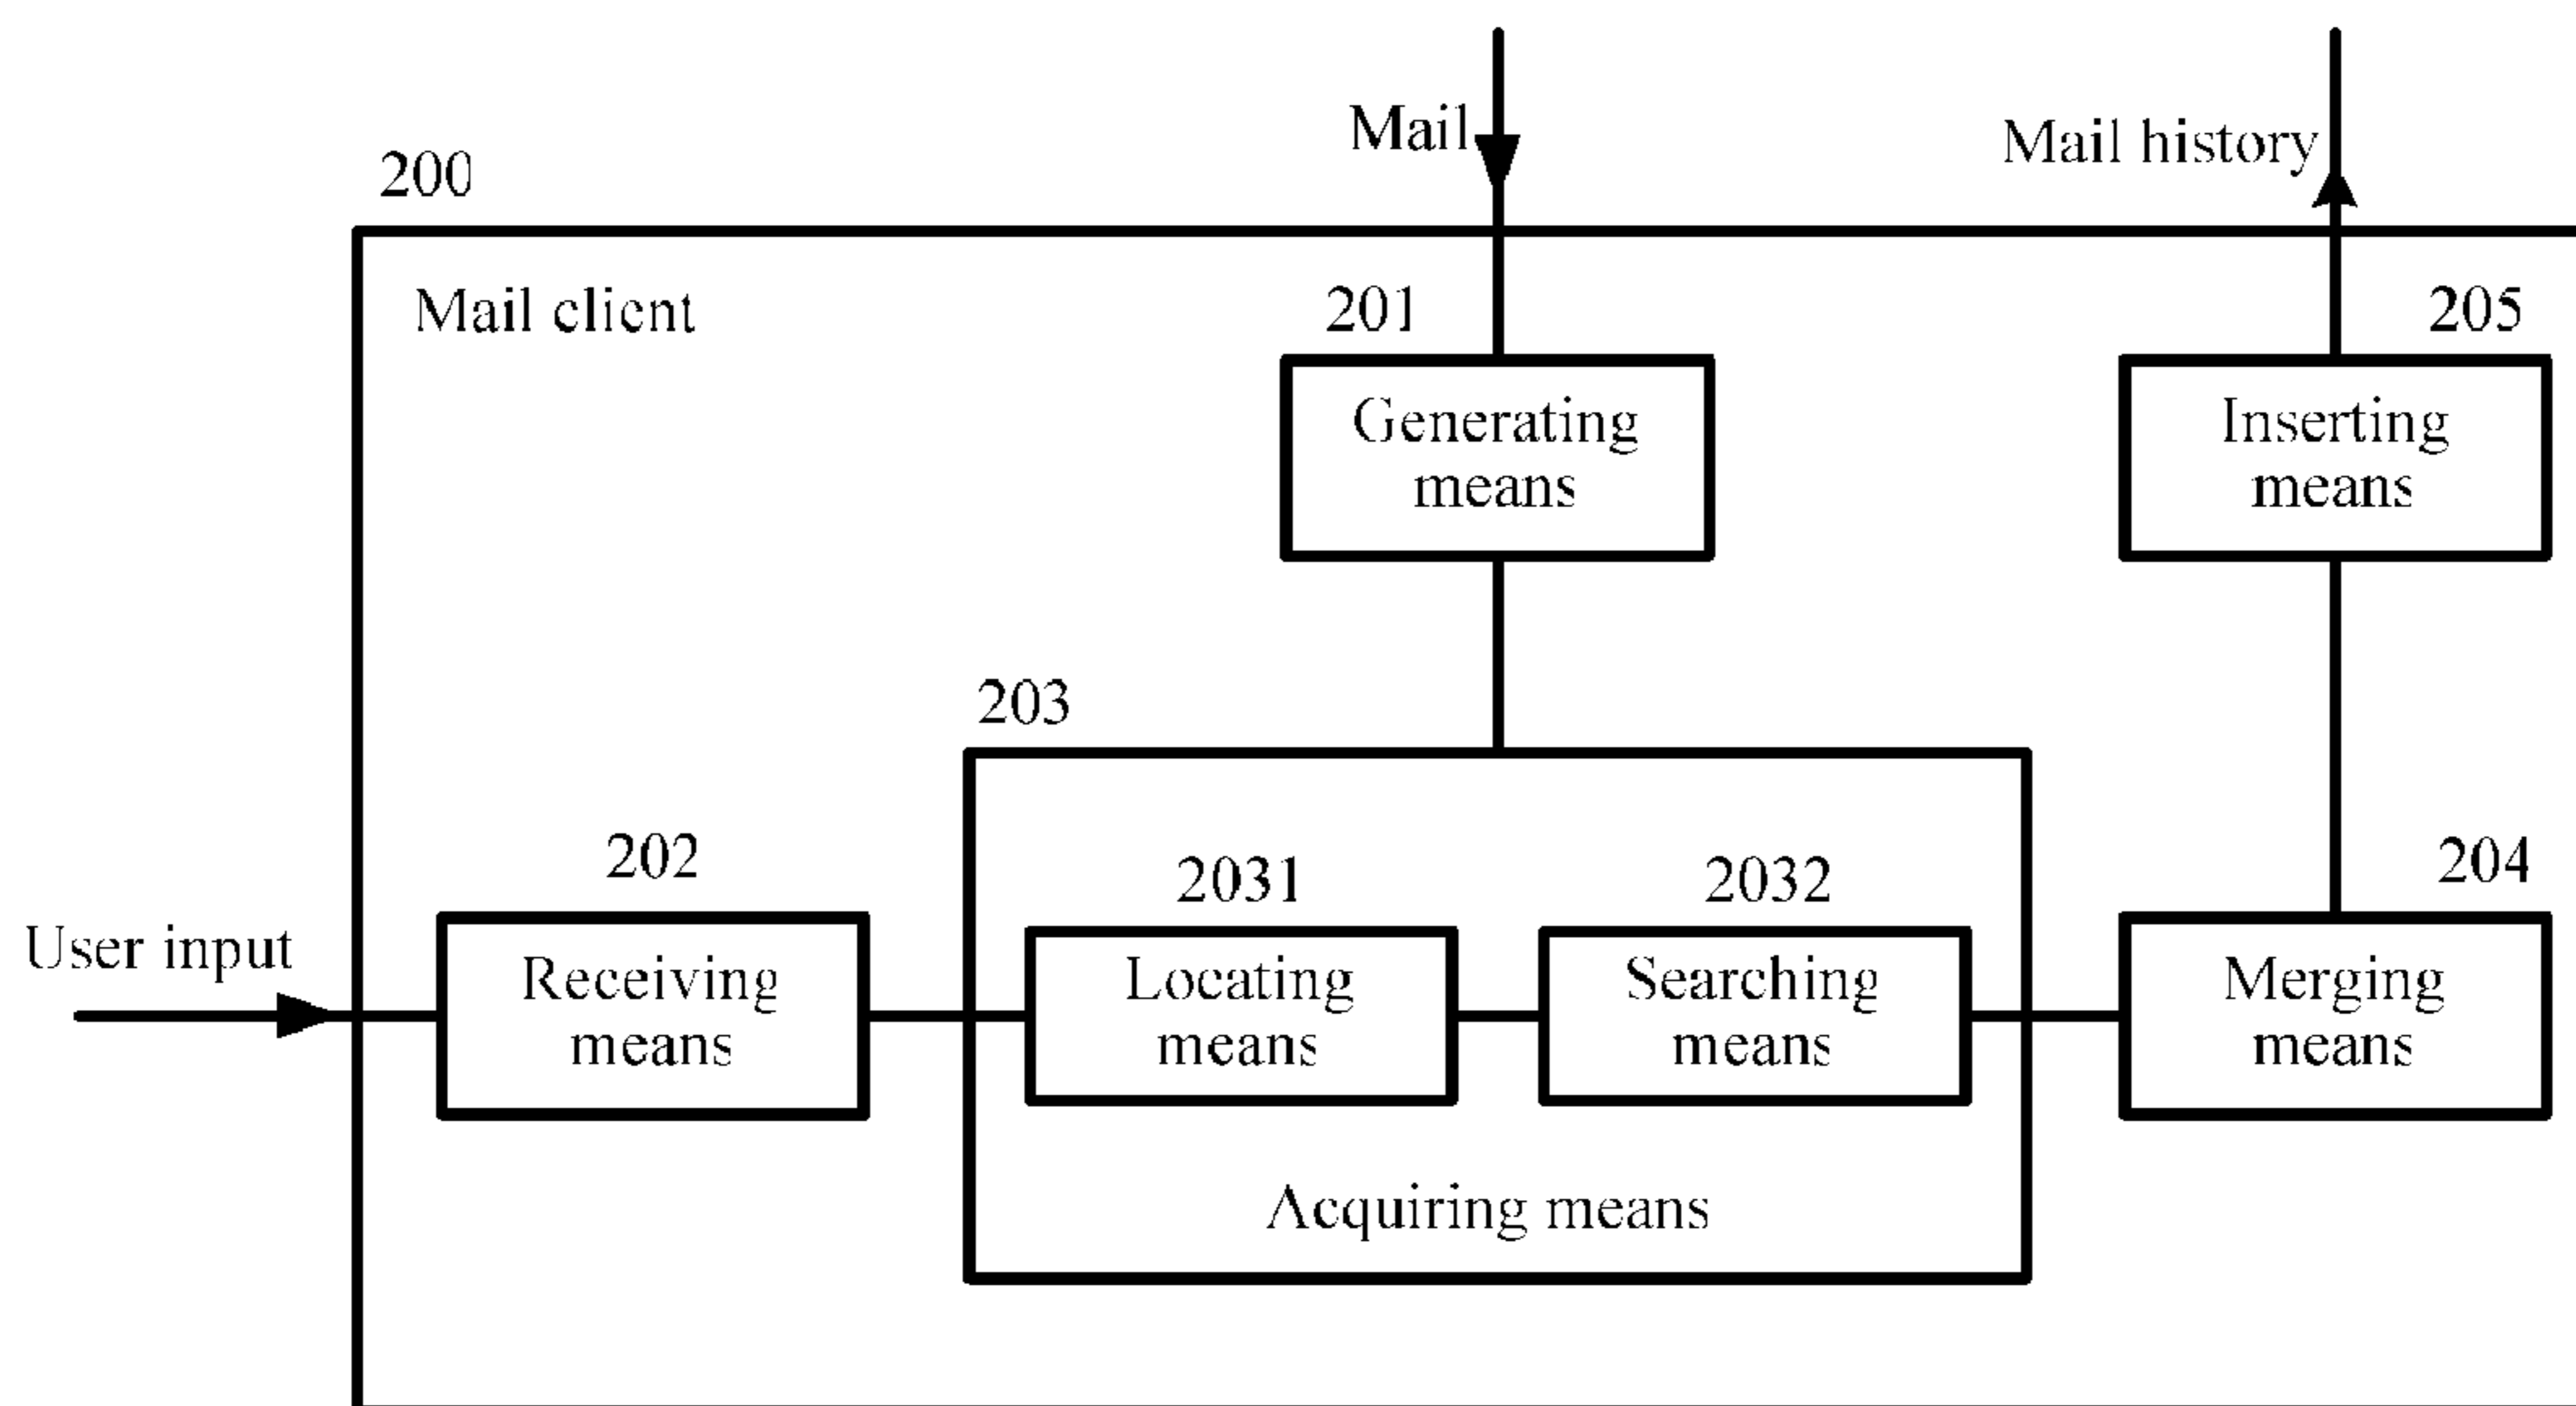 Mail
Mail history
200
Mail client
201
205
Generating
means
Inserting
means
203
202
2031
2032
204
User input
Receiving
means
Locating
means
Searching
means
Merging
means
Acquiring means